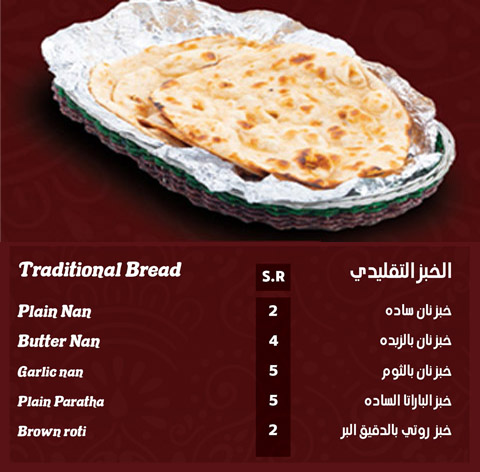 Traditional Bread S.R الخبز التقليدي
Plain Nan 2 خبز نان ساده
Butter Nan 4 خبز نان بالزبده
Garlic nan 5 خبز نان بالثوم
Plain Paratha 5 خبز الباراتا الساده
Brown roti 2 خبز روتي بالدقيق البر